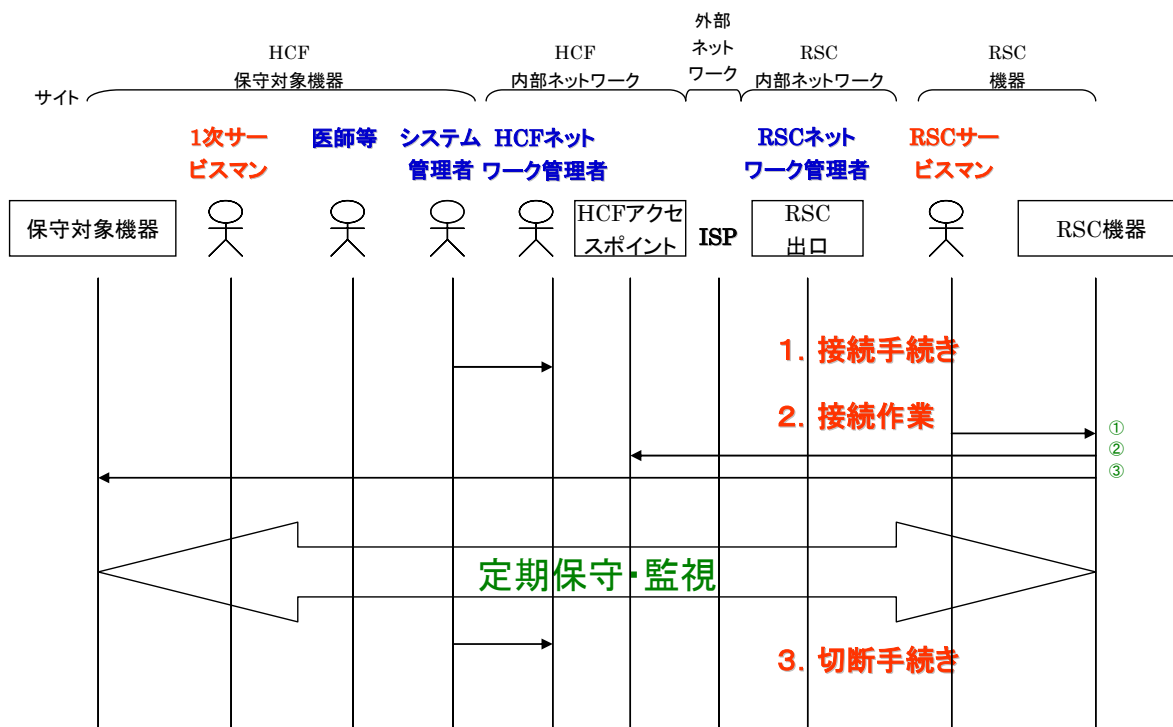 外部
ネット
ワーク
HCF
保守対象機器
HCF
内部ネットワーク
RSC
内部ネットワーク
RSC
機器
サイト
1次サー
ビスマン
医師等
システム
管理者
HCFネット
ワーク管理者
RSCネット
ワーク管理者
RSCサー
ビスマン
保守対象機器
HCFアクセ
スポイント
ISP
RSC
出口
RSC機器
１．接続手続き
２．接続作業
①
②
③
定期保守・監視
３．切断手続き